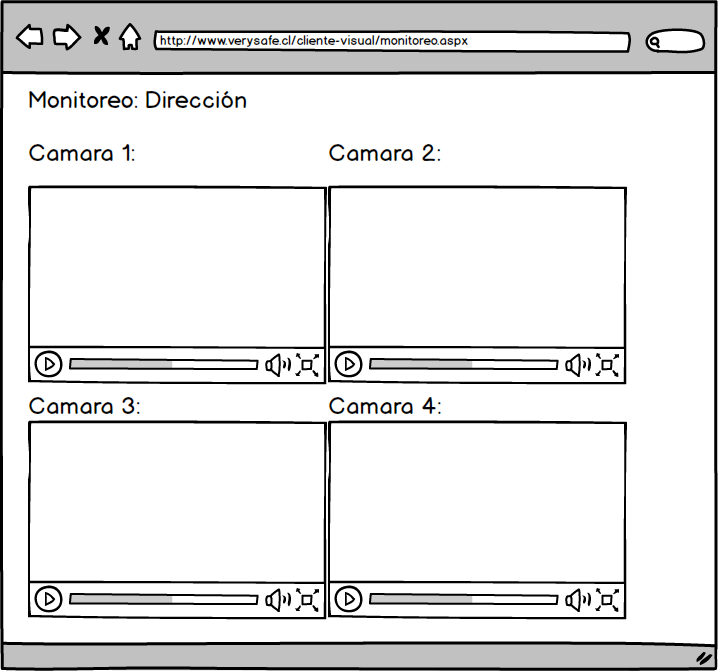 http://www.verysafe.cl/cliente-visual/monitoreo.aspx
Monitoreo: Dirección
Camara 1:
Camara 2:
Camara 3:
Camara 4: